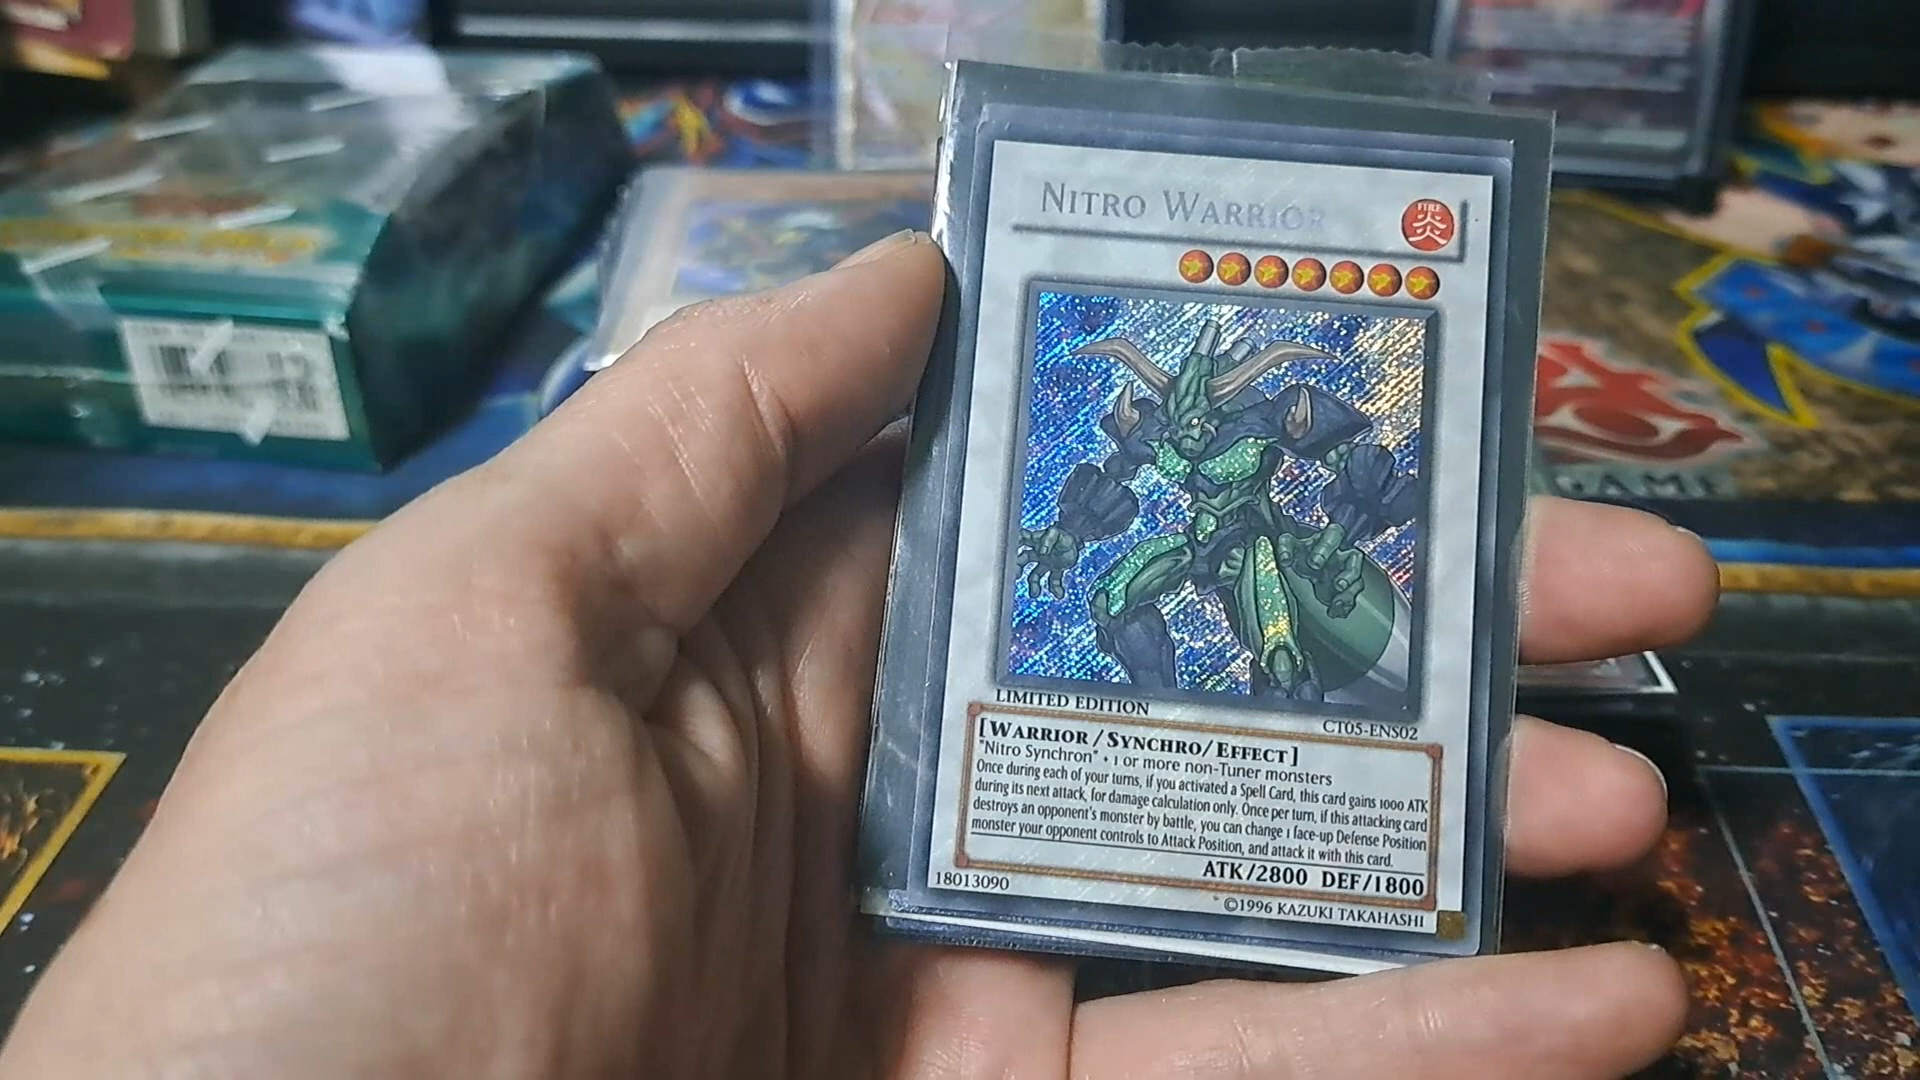 NITRO WARRIOR
FIRE
炎
LIMITED EDITION
CT05-ENS02
[WARRIOR/SYNCHRO/EFFECT]
"Nitro Synchron" + 1 or more non-Tuner monsters
Once during each of your turns, if you activated a Spell Card, this card gains 1000 ATK
during its next attack, for damage calculation only. Once per turn, if this attacking card
destroys an opponent's monster by battle, you can change 1 face-up Defense Position
monster your opponent controls to Attack Position, and attack it with this card.
ATK/2800 DEF/1800
18013090
©1996 KAZUKI TAKAHASHI
GAME